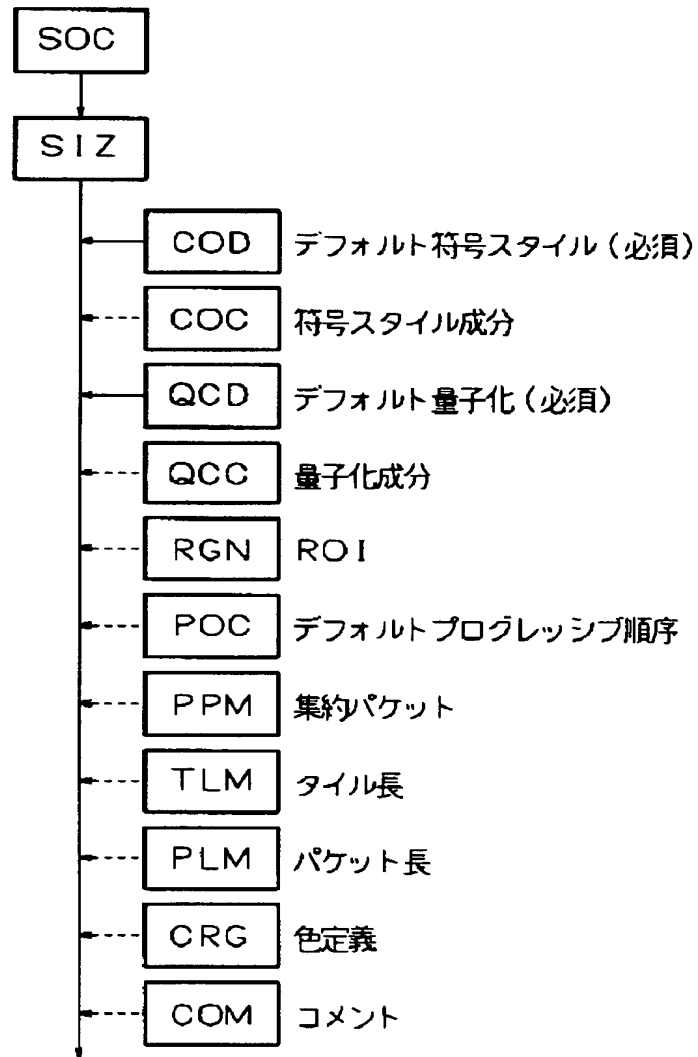 SOC
SIZ
COD デフォルト符号スタイル(必須)
COC 符号スタイル成分
QCD デフォルト量子化(必須)
QCC 量子化成分
RGN ROI
POC デフォルトプログレッシブ順序
PPM 集約パケット
TLM タイル長
PLM パケット長
CRG 色定義
COM コメント